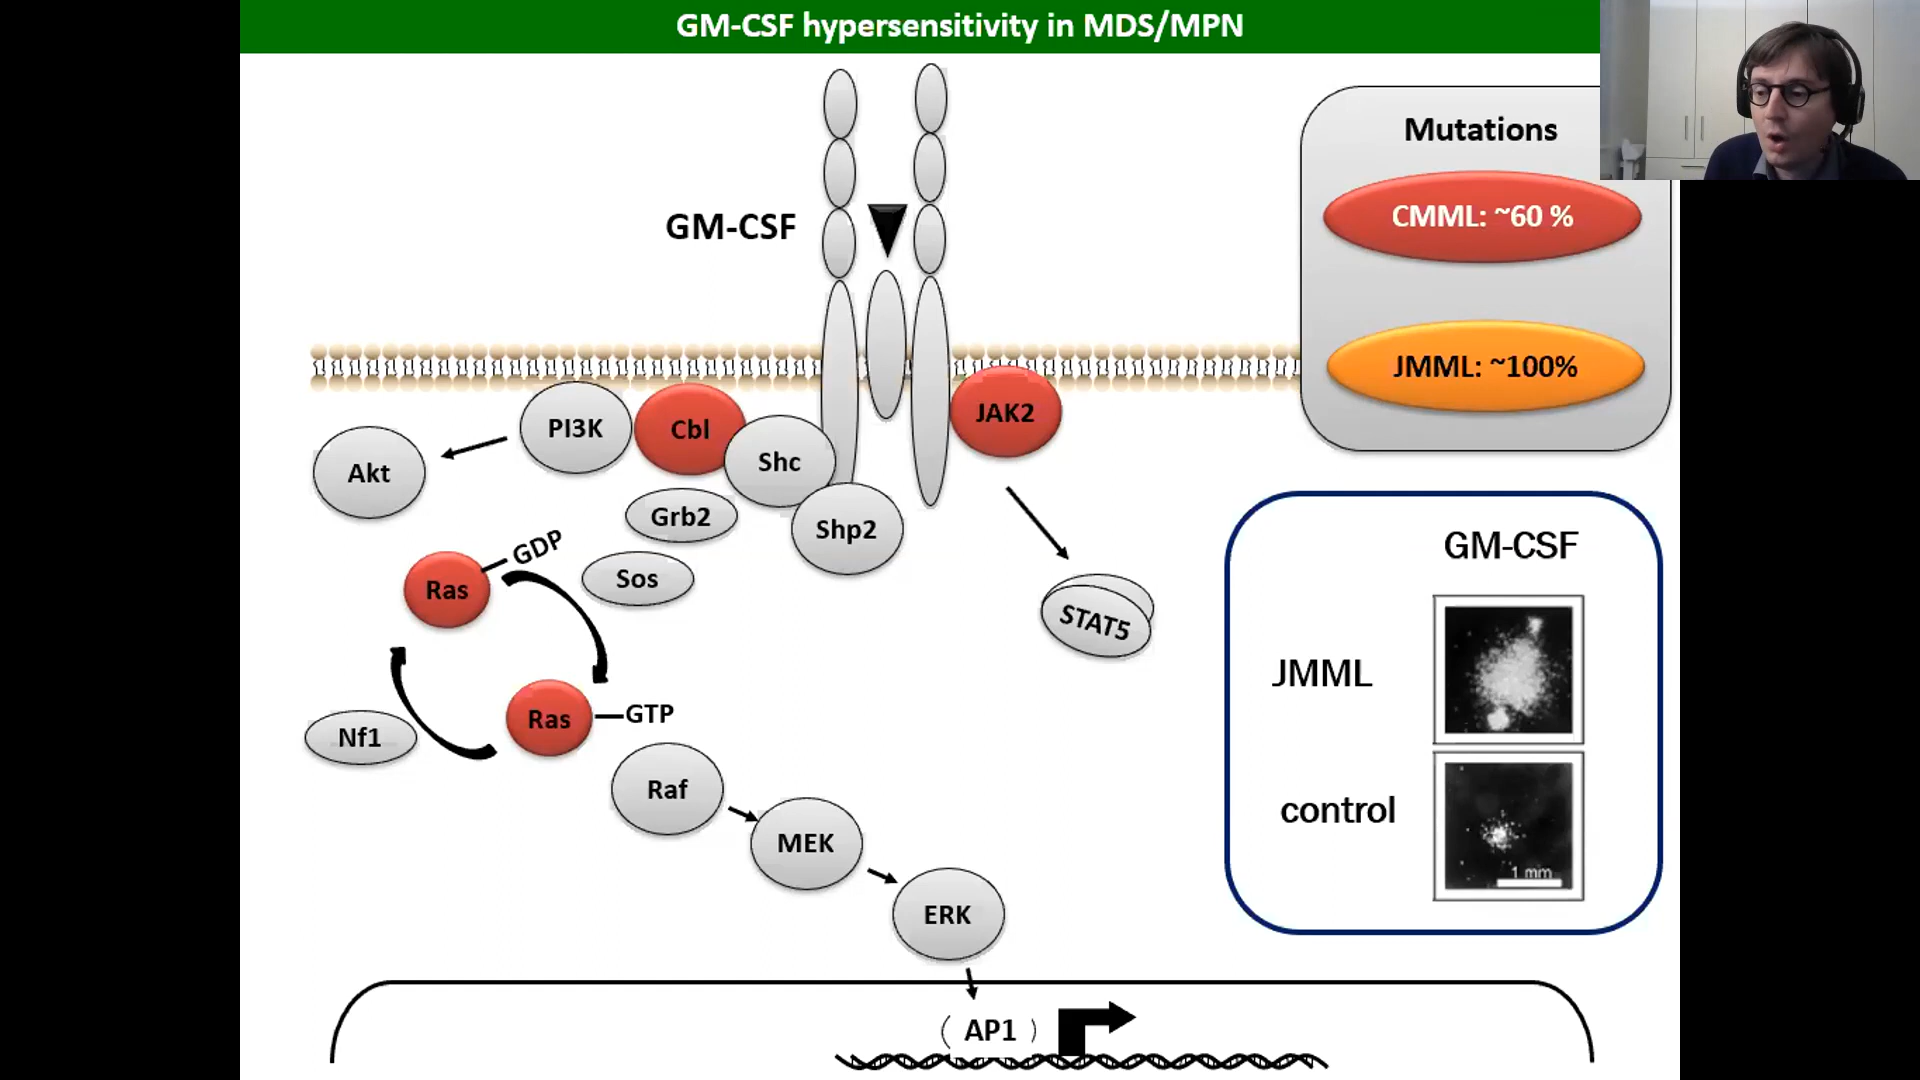 GM-CSF hypersensitivity in MDS/MPN
Mutations
CMML: ~60 %
JMML: ~100%
GM-CSF
PI3K
Cbl
JAK2
Akt
Shc
Grb2
Shp2
GDP
Ras
Sos
STAT5
Ras
GTP
Nf1
Raf
MEK
ERK
(AP1)
GM-CSF
JMML
control
1 mm